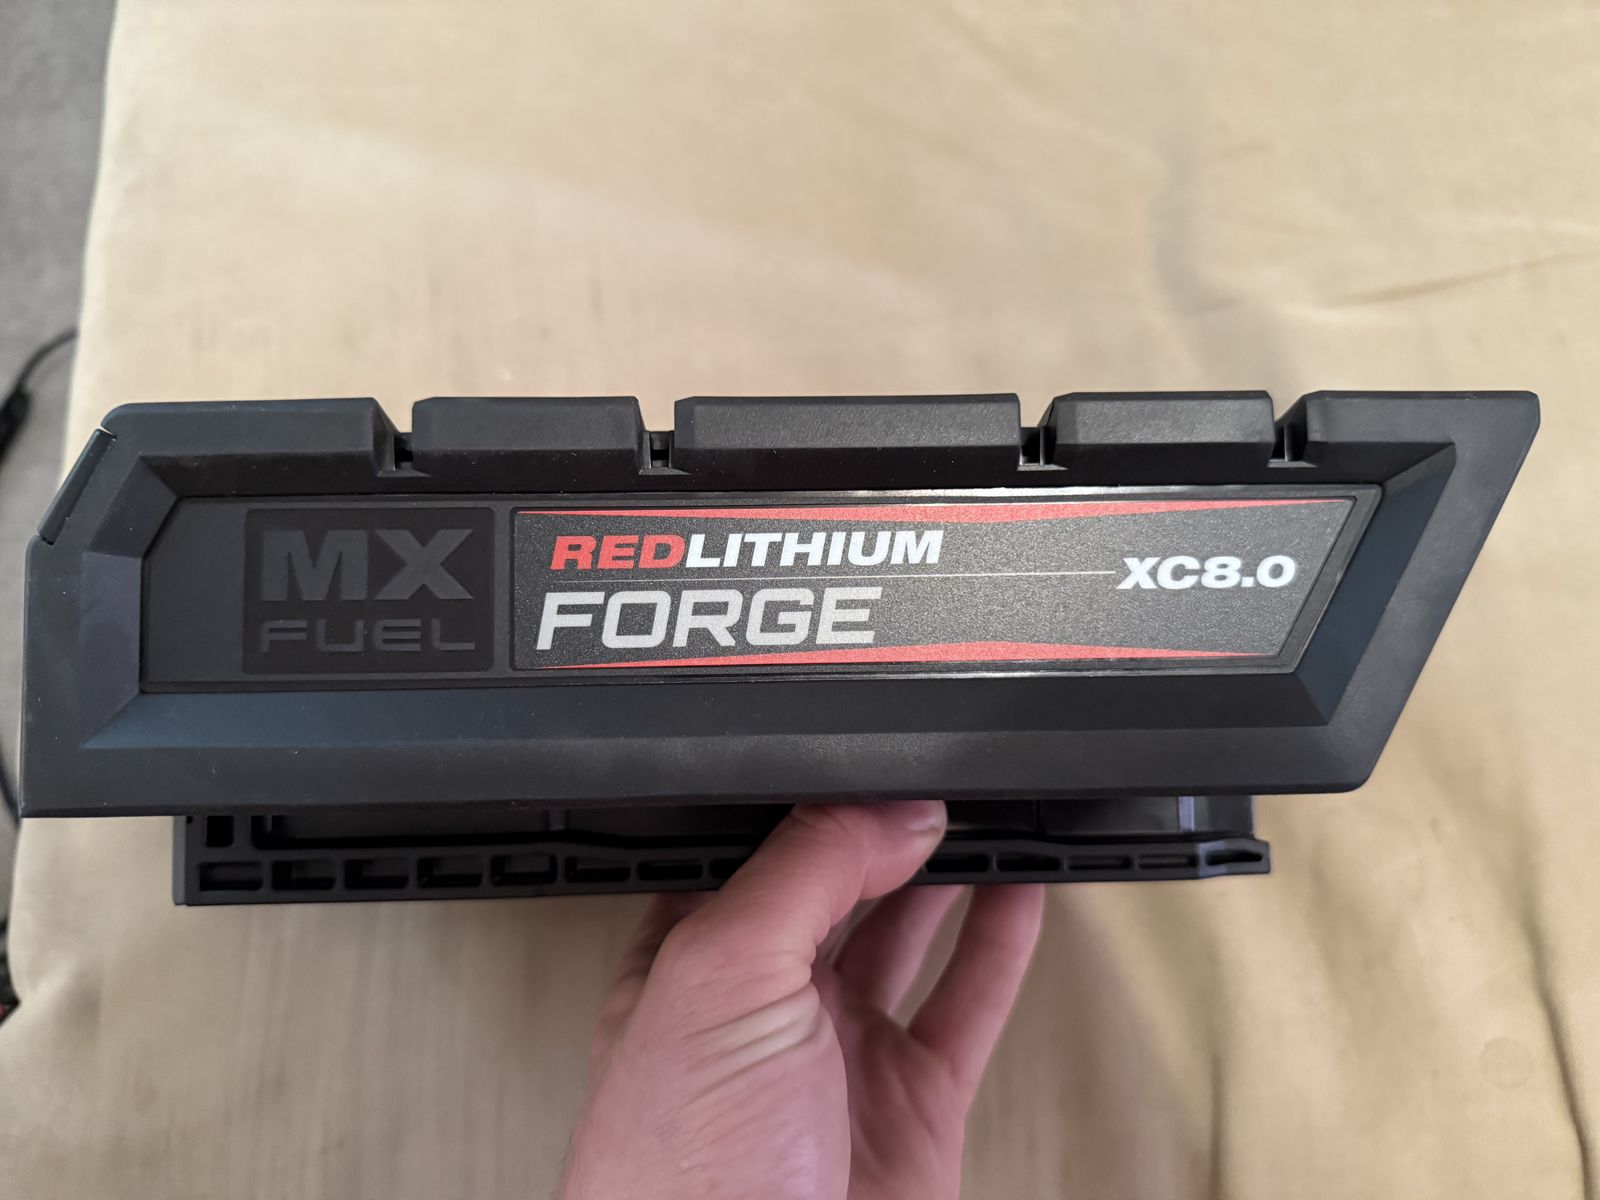 MX
FUEL
REDLITHIUM
FORGE
XC8.0